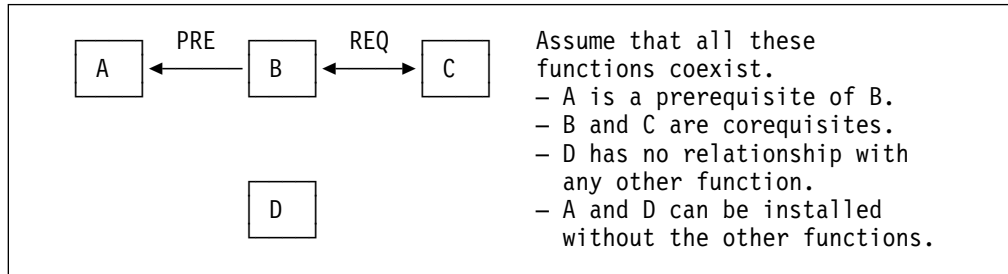 PRE REQ
A B C
D
Assume that all these
functions coexist.
– A is a prerequisite of B.
– B and C are corequisites.
– D has no relationship with
any other function.
– A and D can be installed
without the other functions.